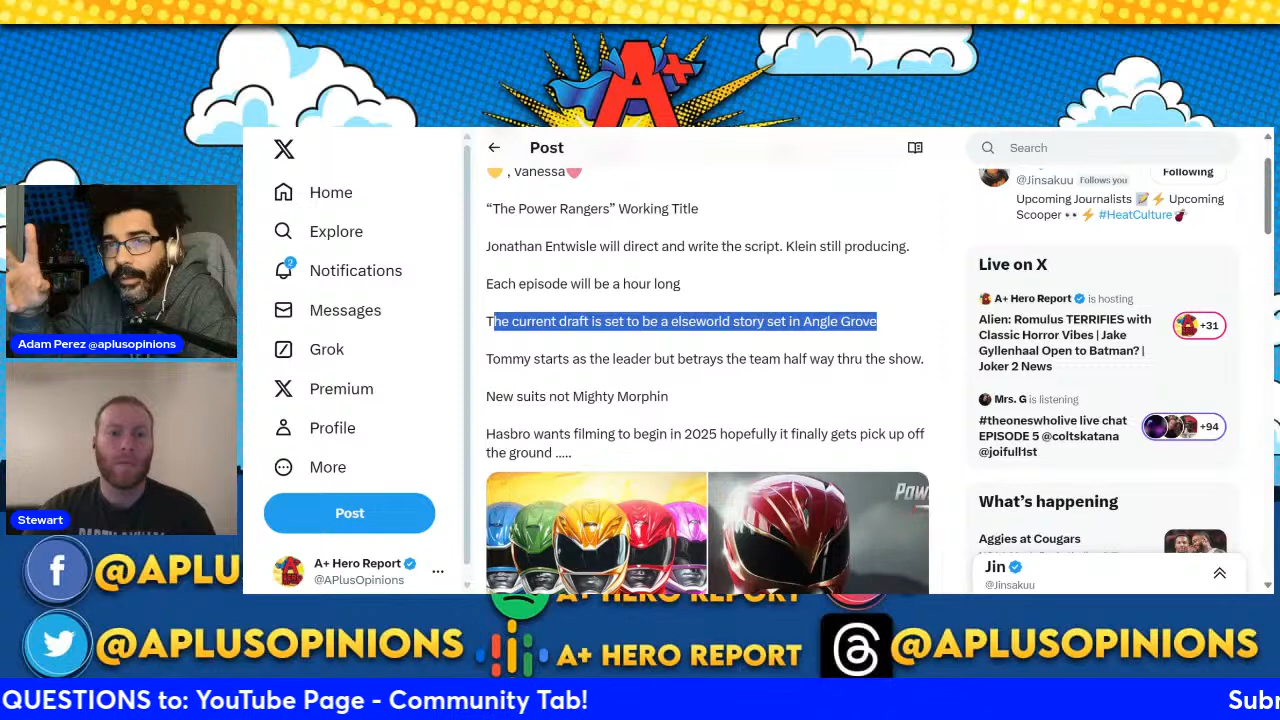 A+
Home
Explore
2
Notifications
Messages
Grok
Premium
Profile
More
Post
A+ Hero Report
@APlusOpinions
Post
, Vanessa
“The Power Rangers” Working Title
Jonathan Entwisle will direct and write the script. Klein still producing.
Each episode will be a hour long
The current draft is set to be a elseworld story set in Angle Grove
Tommy starts as the leader but betrays the team half way thru the show.
New suits not Mighty Morphin
Hasbro wants filming to begin in 2025 hopefully it finally gets pick up off
the ground .....
Search
@Jinsakuu Follows you
Following
Upcoming Journalists Upcoming
Scooper #HeatCulture
Live on X
A+ Hero Report is hosting
Alien: Romulus TERRIFIES with
Classic Horror Vibes | Jake
Gyllenhaal Open to Batman? |
Joker 2 News
+31
Mrs. G is listening
#theoneswholive live chat
EPISODE 5 @coltskatana
@joifull1st
+94
What’s happening
Aggies at Cougars
Jin
@Jinsakuu
Adam Perez @aplusopinions
Stewart
f
@APLU
A+ HERO REPORT
@APLUSOPINIONS
A+ HERO REPORT
@APLUSOPINIONS
QUESTIONS to: YouTube Page - Community Tab!
Subm